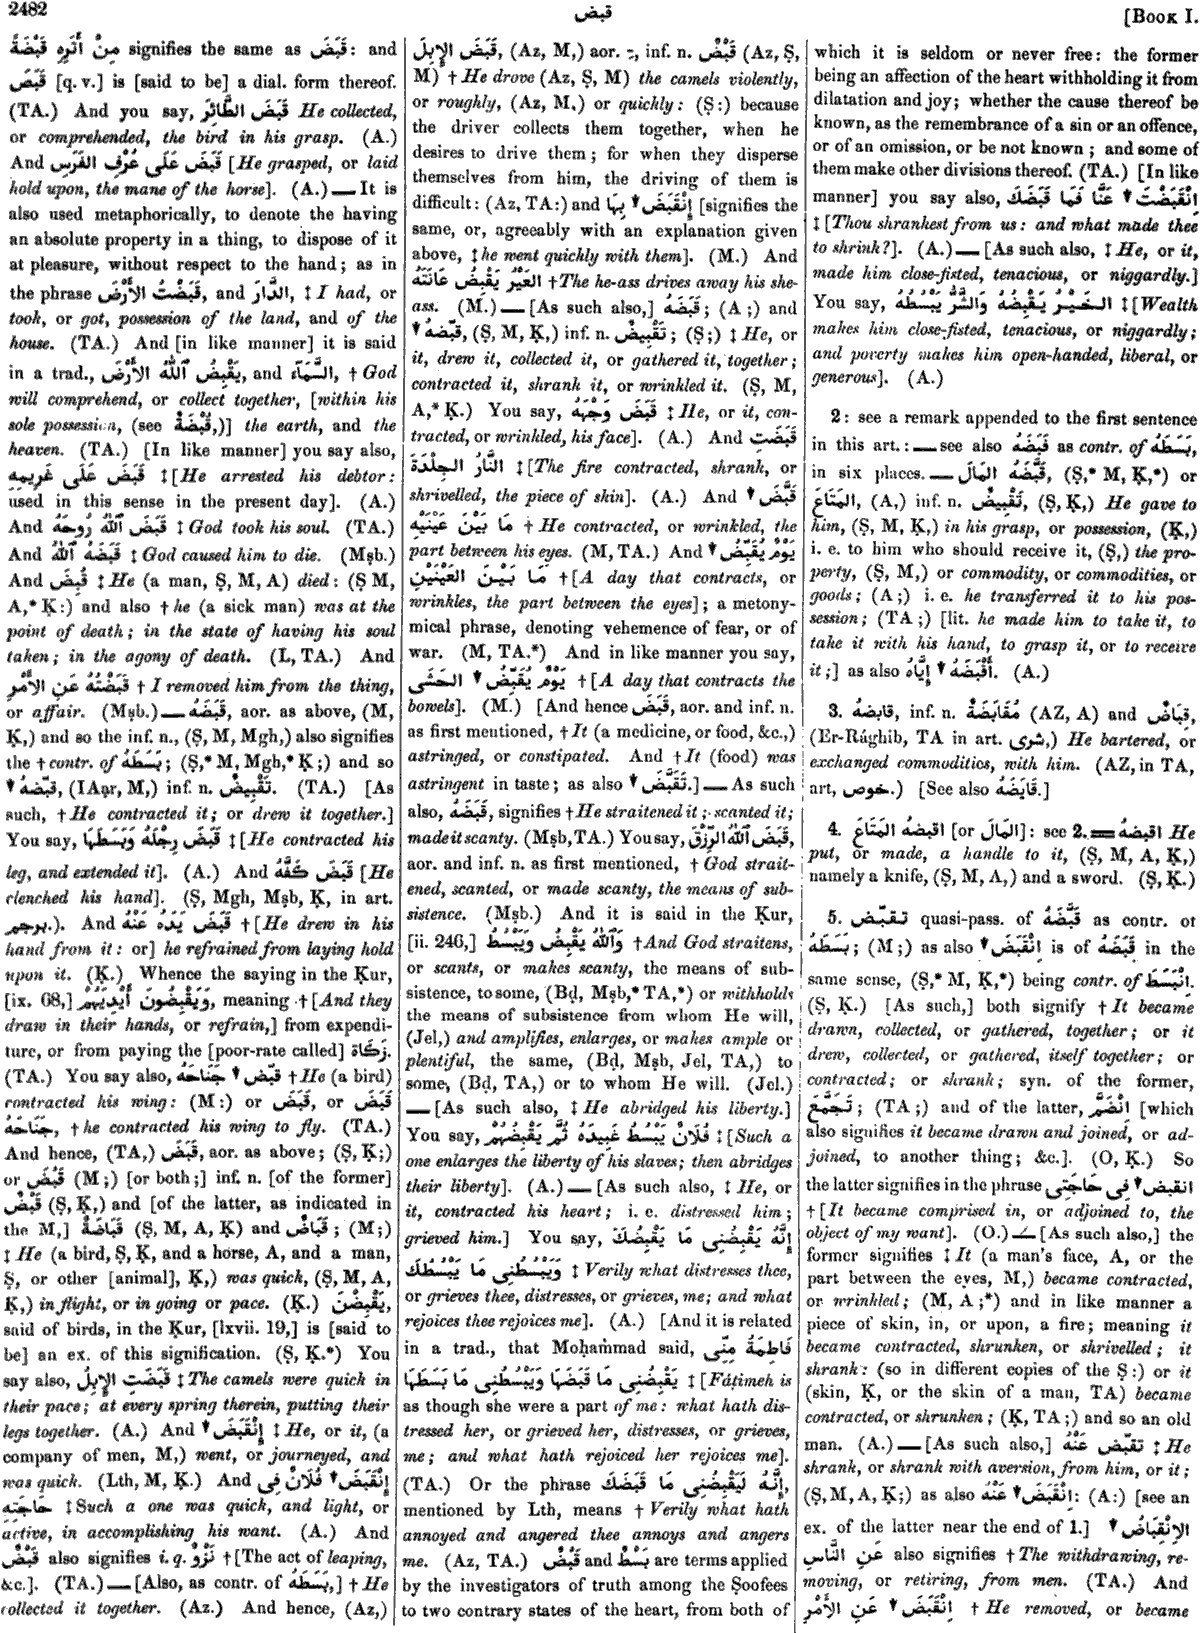 2482
قبض
[BOOK I.
مِنْ أَثَرِهِ قَبْضَةً signifies the same as قَبَضَ: and
قَبَصَ [q. v.] is [said to be] a dial. form thereof.
(TA.) And you say, قَبَضَ الطَّائِرَ He collected,
or comprehended, the bird in his grasp. (A.)
And قَبَضَ عَلَى عُرْفِ الفَرَسِ [He grasped, or laid
hold upon, the mane of the horse]. (A.) — It is
also used metaphorically, to denote the having
an absolute property in a thing, to dispose of it
at pleasure, without respect to the hand; as in
the phrase قَبَضْتُ الأَرْضَ, and الدَّارَ, ‡ I had, or
took, or got, possession of the land, and of the
house. (TA.) And [in like manner] it is said
in a trad., يَقْبِضُ ٱللّٰهُ الأَرْضَ, and السَّمَآءَ, † God
will comprehend, or collect together, [within his
sole possession, (see قُبْضَةٌ,)] the earth, and the
heaven. (TA.) [In like manner] you say also,
قَبَضَ عَلَى غَرِيمِهِ ‡ [He arrested his debtor:
used in this sense in the present day]. (A.)
And قَبَضَ ٱللّٰهُ رُوحَهُ ‡ God took his soul. (TA.)
And قَبَضَهُ ٱللّٰهُ ‡ God caused him to die. (Mṣb.)
And قُبِضَ ‡ He (a man, Ṣ, M, A) died: (Ṣ M,
A,* Ḳ:) and also † he (a sick man) was at the
point of death; in the state of having his soul
taken; in the agony of death. (L, TA.) And
قَبَضْتُهُ عَنِ الأَمْرِ † I removed him from the thing,
or affair. (Mṣb.) — قَبَضَهُ, aor. as above, (M,
Ḳ,) and so the inf. n., (Ṣ, M, Mgh,) also signifies
the † contr. of بَسَطَهُ; (Ṣ,* M, Mgh,* Ḳ;) and so
▼ قبّضهُ, (IAạr, M,) inf. n. تَقْبِيضٌ. (TA.) [As
such, † He contracted it; or drew it together.]
You say, قَبَضَ رِجْلَهُ وَبَسَطَهَا ‡ [He contracted his
leg, and extended it]. (A.) And قَبَضَ كَفَّهُ [He
clenched his hand]. (Ṣ, Mgh, Mṣb, Ḳ, in art.
برجم.). And قَبَضَ يَدَهُ عَنْهُ † [He drew in his
hand from it: or] he refrained from laying hold
upon it. (Ḳ.) Whence the saying in the Ḳur,
[ix. 68,] وَيَقْبِضُونَ أَيْدِيَهُمْ, meaning † [And they
draw in their hands, or refrain,] from expendi-
ture, or from paying the [poor-rate called] زَكَاة.
(TA.) You say also, قبّض ▼ جَنَاحَهُ † He (a bird)
contracted his wing: (M:) or قَبَضَ, or قَبَضَ
جَنَاحَهُ, † he contracted his wing to fly. (TA.)
And hence, (TA,) قَبَضَ, aor. as above; (Ṣ, Ḳ;)
or قَبُضَ (M;) [or both;] inf. n. [of the former]
قَبْضٌ (Ṣ, Ḳ,) and [of the latter, as indicated in
the M,] قَبَاضَةٌ (Ṣ, M, A, Ḳ) and قَبَاضٌ; (M;)
‡ He (a bird, Ṣ, Ḳ, and a horse, A, and a man,
Ṣ, or other [animal], Ḳ,) was quick, (Ṣ, M, A,
Ḳ,) in flight, or in going or pace. (Ḳ.) يَقْبِضْنَ,
said of birds, in the Ḳur, [lxvii. 19,] is [said to
be] an ex. of this signification. (Ṣ, Ḳ.*) You
say also, قَبَضَتِ الإِبِلُ ‡ The camels were quick in
their pace; at every spring therein, putting their
legs together. (A.) And ▼ اِنْقَبَضَ ‡ He, or it, (a
company of men, M,) went, or journeyed, and
was quick. (Lth, M, Ḳ.) And اِنْقَبَضَ ▼ فُلَانٌ فِى
حَاجَتِهِ ‡ Such a one was quick, and light, or
active, in accomplishing his want. (A.) And
قَبْضٌ also signifies i. q. نَزْوٌ † [The act of leaping,
&c.]. (TA.) — [Also, as contr. of بَسَطَهُ,] † He
collected it together. (Az.) And hence, (Az,)
قَبَضَ الإِبِلَ, (Az, M,) aor. ـِ, inf. n. قَبْضٌ (Az, Ṣ,
M) † He drove (Az, Ṣ, M) the camels violently,
or roughly, (Az, M,) or quickly: (Ṣ:) because
the driver collects them together, when he
desires to drive them; for when they disperse
themselves from him, the driving of them is
difficult: (Az, TA:) and اِنْقَبَضَ ▼ بِهَا [signifies the
same, or, agreeably with an explanation given
above, ‡ he went quickly with them]. (M.) And
العَيْرُ يَقْبِضُ عَانَتَهُ † The he-ass drives away his she-
ass. (M.) — [As such also,] قَبَضَهُ; (A;) and
▼ قبّضهُ, (Ṣ, M, Ḳ,) inf. n. تَقْبِيضٌ; (Ṣ;) ‡ He, or
it, drew it, collected it, or gathered it, together;
contracted it, shrank it, or wrinkled it. (Ṣ, M,
A,* Ḳ.) You say, قَبَضَ وَجْهَهُ ‡ He, or it, con-
tracted, or wrinkled, his face]. (A.) And قَبَضَتِ
النَّارُ الجِلْدَةَ ‡ [The fire contracted, shrank, or
shrivelled, the piece of skin]. (A.) And ▼ قَبَّضَ
مَا بَيْنَ عَيْنَيْهِ † He contracted, or wrinkled, the
part between his eyes. (M, TA.) And ▼ يَوْمٌ يُقَبِّضُ
مَا بَيْنَ العَيْنَيْنِ † [A day that contracts, or
wrinkles, the part between the eyes]; a metony-
mical phrase, denoting vehemence of fear, or of
war. (M, TA.*) And in like manner you say,
يَوْمٌ يُقَبِّضُ ▼ الحَشَى † [A day that contracts the
bowels]. (M.) [And hence قَبَضَ, aor. and inf. n.
as first mentioned, † It (a medicine, or food, &c.,)
astringed, or constipated. And † It (food) was
astringent in taste; as also ▼ تَقَبَّضَ.] — As such
also, قَبَضَهُ, signifies † He straitened it; scanted it;
made it scanty. (Mṣb, TA.) You say, قَبَضَ ٱللّٰهُ الرِّزْقَ,
aor. and inf. n. as first mentioned, † God strait-
ened, scanted, or made scanty, the means of sub-
sistence. (Mṣb.) And it is said in the Ḳur,
[ii. 246,] وَٱللّٰهُ يَقْبِضُ وَيَبْسُطُ † And God straitens,
or scants, or makes scanty, the means of sub-
sistence, to some, (Bḍ, Mṣb,* TA,*) or withholds
the means of subsistence from whom He will,
(Jel,) and amplifies, enlarges, or makes ample or
plentiful, the same, (Bḍ, Mṣb, Jel, TA,) to
some, (Bḍ, TA,) or to whom He will. (Jel.)
— [As such also, ‡ He abridged his liberty.]
You say, فُلَانٌ يَبْسُطُ عَبِيدَهُ ثُمَّ يَقْبِضُهُمْ ‡ [Such a
one enlarges the liberty of his slaves; then abridges
their liberty]. (A.) — [As such also, ‡ He, or
it, contracted his heart; i. e. distressed him;
grieved him.] You say, إِنَّهُ يَقْبِضُنِى مَا يَقْبِضُكَ
وَيَبْسُطُنِى مَا يَبْسُطُكَ ‡ Verily what distresses thee,
or grieves thee, distresses, or grieves, me; and what
rejoices thee rejoices me]. (A.) [And it is related
in a trad., that Moḥammad said, فَاطِمَةُ مِنِّى
يَقْبِضُنِى مَا قَبَضَهَا وَيَبْسُطُنِى مَا بَسَطَهَا ‡ [Fáṭimeh is
as though she were a part of me: what hath dis-
tressed her, or grieved her, distresses, or grieves,
me; and what hath rejoiced her rejoices me].
(TA.) Or the phrase إِنَّهُ لَيَقْبِضُنِى مَا قَبَضَكَ,
mentioned by Lth, means † Verily what hath
annoyed and angered thee annoys and angers
me. (Az, TA.) قَبْضٌ and بَسْطٌ are terms applied
by the investigators of truth among the Ṣoofees
to two contrary states of the heart, from both of
which it is seldom or never free: the former
being an affection of the heart withholding it from
dilatation and joy; whether the cause thereof be
known, as the remembrance of a sin or an offence,
or of an omission, or be not known; and some of
them make other divisions thereof. (TA.) [In like
manner] you say also, اِنْقَبَضْتَ ▼ عَنَّا فَمَا قَبَضَكَ
‡ [Thou shrankest from us: and what made thee
to shrink?]. (A.) — [As such also, ‡ He, or it,
made him close-fisted, tenacious, or niggardly.]
You say, الخَيْرُ يَقْبِضُهُ وَالشَّرُّ يَبْسُطُهُ ‡ [Wealth
makes him close-fisted, tenacious, or niggardly;
and poverty makes him open-handed, liberal, or
generous]. (A.)
2: see a remark appended to the first sentence
in this art.: — see also قَبَضَهُ as contr. of بَسَطَهُ,
in six places. — قَبَّضَهُ المَالَ, (Ṣ,* M, Ḳ,*) or
المَتَاعَ, (A,) inf. n. تَقْبِيضٌ, (Ṣ, Ḳ,) He gave to
him, (Ṣ, M, Ḳ,) in his grasp, or possession, (Ḳ,)
i. e. to him who should receive it, (Ṣ,) the pro-
perty, (Ṣ, M,) or commodity, or commodities, or
goods; (A;) i. e. he transferred it to his pos-
session; (TA;) [lit. he made him to take it, to
take it with his hand, to grasp it, or to receive
it;] as also أَقْبَضَهُ ▼ إِيَّاهُ. (A.)
3. قابضهُ, inf. n. مُقَابَضَةٌ (AZ, A) and قِبَاضٌ,
(Er-Rághib, TA in art. شرى,) He bartered, or
exchanged commodities, with him. (AZ, in TA,
art, خوص.) [See also قَايَضَهُ.]
4. اقبضهُ المَتَاعَ [or المَالَ]: see 2. ═ اقبضهُ He
put, or made, a handle to it, (Ṣ, M, A, Ḳ,)
namely a knife, (Ṣ, M, A,) and a sword. (Ṣ, Ḳ.)
5. تقبّض quasi-pass. of قَبَّضَهُ as contr. of
بَسَطَهُ; (M;) as also ▼ اِنْقَبَضَ is of قَبَضَهُ in the
same sense, (Ṣ,* M, Ḳ,*) being contr. of اِنْبَسَطَ.
(Ṣ, Ḳ.) [As such,] both signify † It became
drawn, collected, or gathered, together; or it
drew, collected, or gathered, itself together; or
contracted; or shrank; syn. of the former,
تَجَمَّعَ; (TA;) and of the latter, اِنْضَمَّ [which
also signifies it became drawn and joined, or ad-
joined, to another thing; &c.]. (O, Ḳ.) So
the latter signifies in the phrase انقبض ▼ فِى حَاجَتِى
† [It became comprised in, or adjoined to, the
object of my want]. (O.) — [As such also,] the
former signifies ‡ It (a man's face, A, or the
part between the eyes, M,) became contracted,
or wrinkled; (M, A;*) and in like manner a
piece of skin, in, or upon, a fire; meaning it
became contracted, shrunken, or shrivelled; it
shrank: (so in different copies of the Ṣ:) or it
(skin, Ḳ, or the skin of a man, TA) became
contracted, or shrunken; (Ḳ, TA;) and so an old
man. (A.) — [As such also,] تقبّض عَنْهُ ‡ He
shrank, or shrank with aversion, from him, or it;
(Ṣ, M, A, Ḳ;) as also اِنْقَبَضَ ▼ عَنْهُ: (A:) [see an
ex. of the latter near the end of 1.] ▼ الاِنْقِبَاضُ
عَنِ النَّاسِ also signifies † The withdrawing, re-
moving, or retiring, from men. (TA.) And
اِنْقَبَضَ ▼ عَنِ الأَمْرِ † He removed, or became